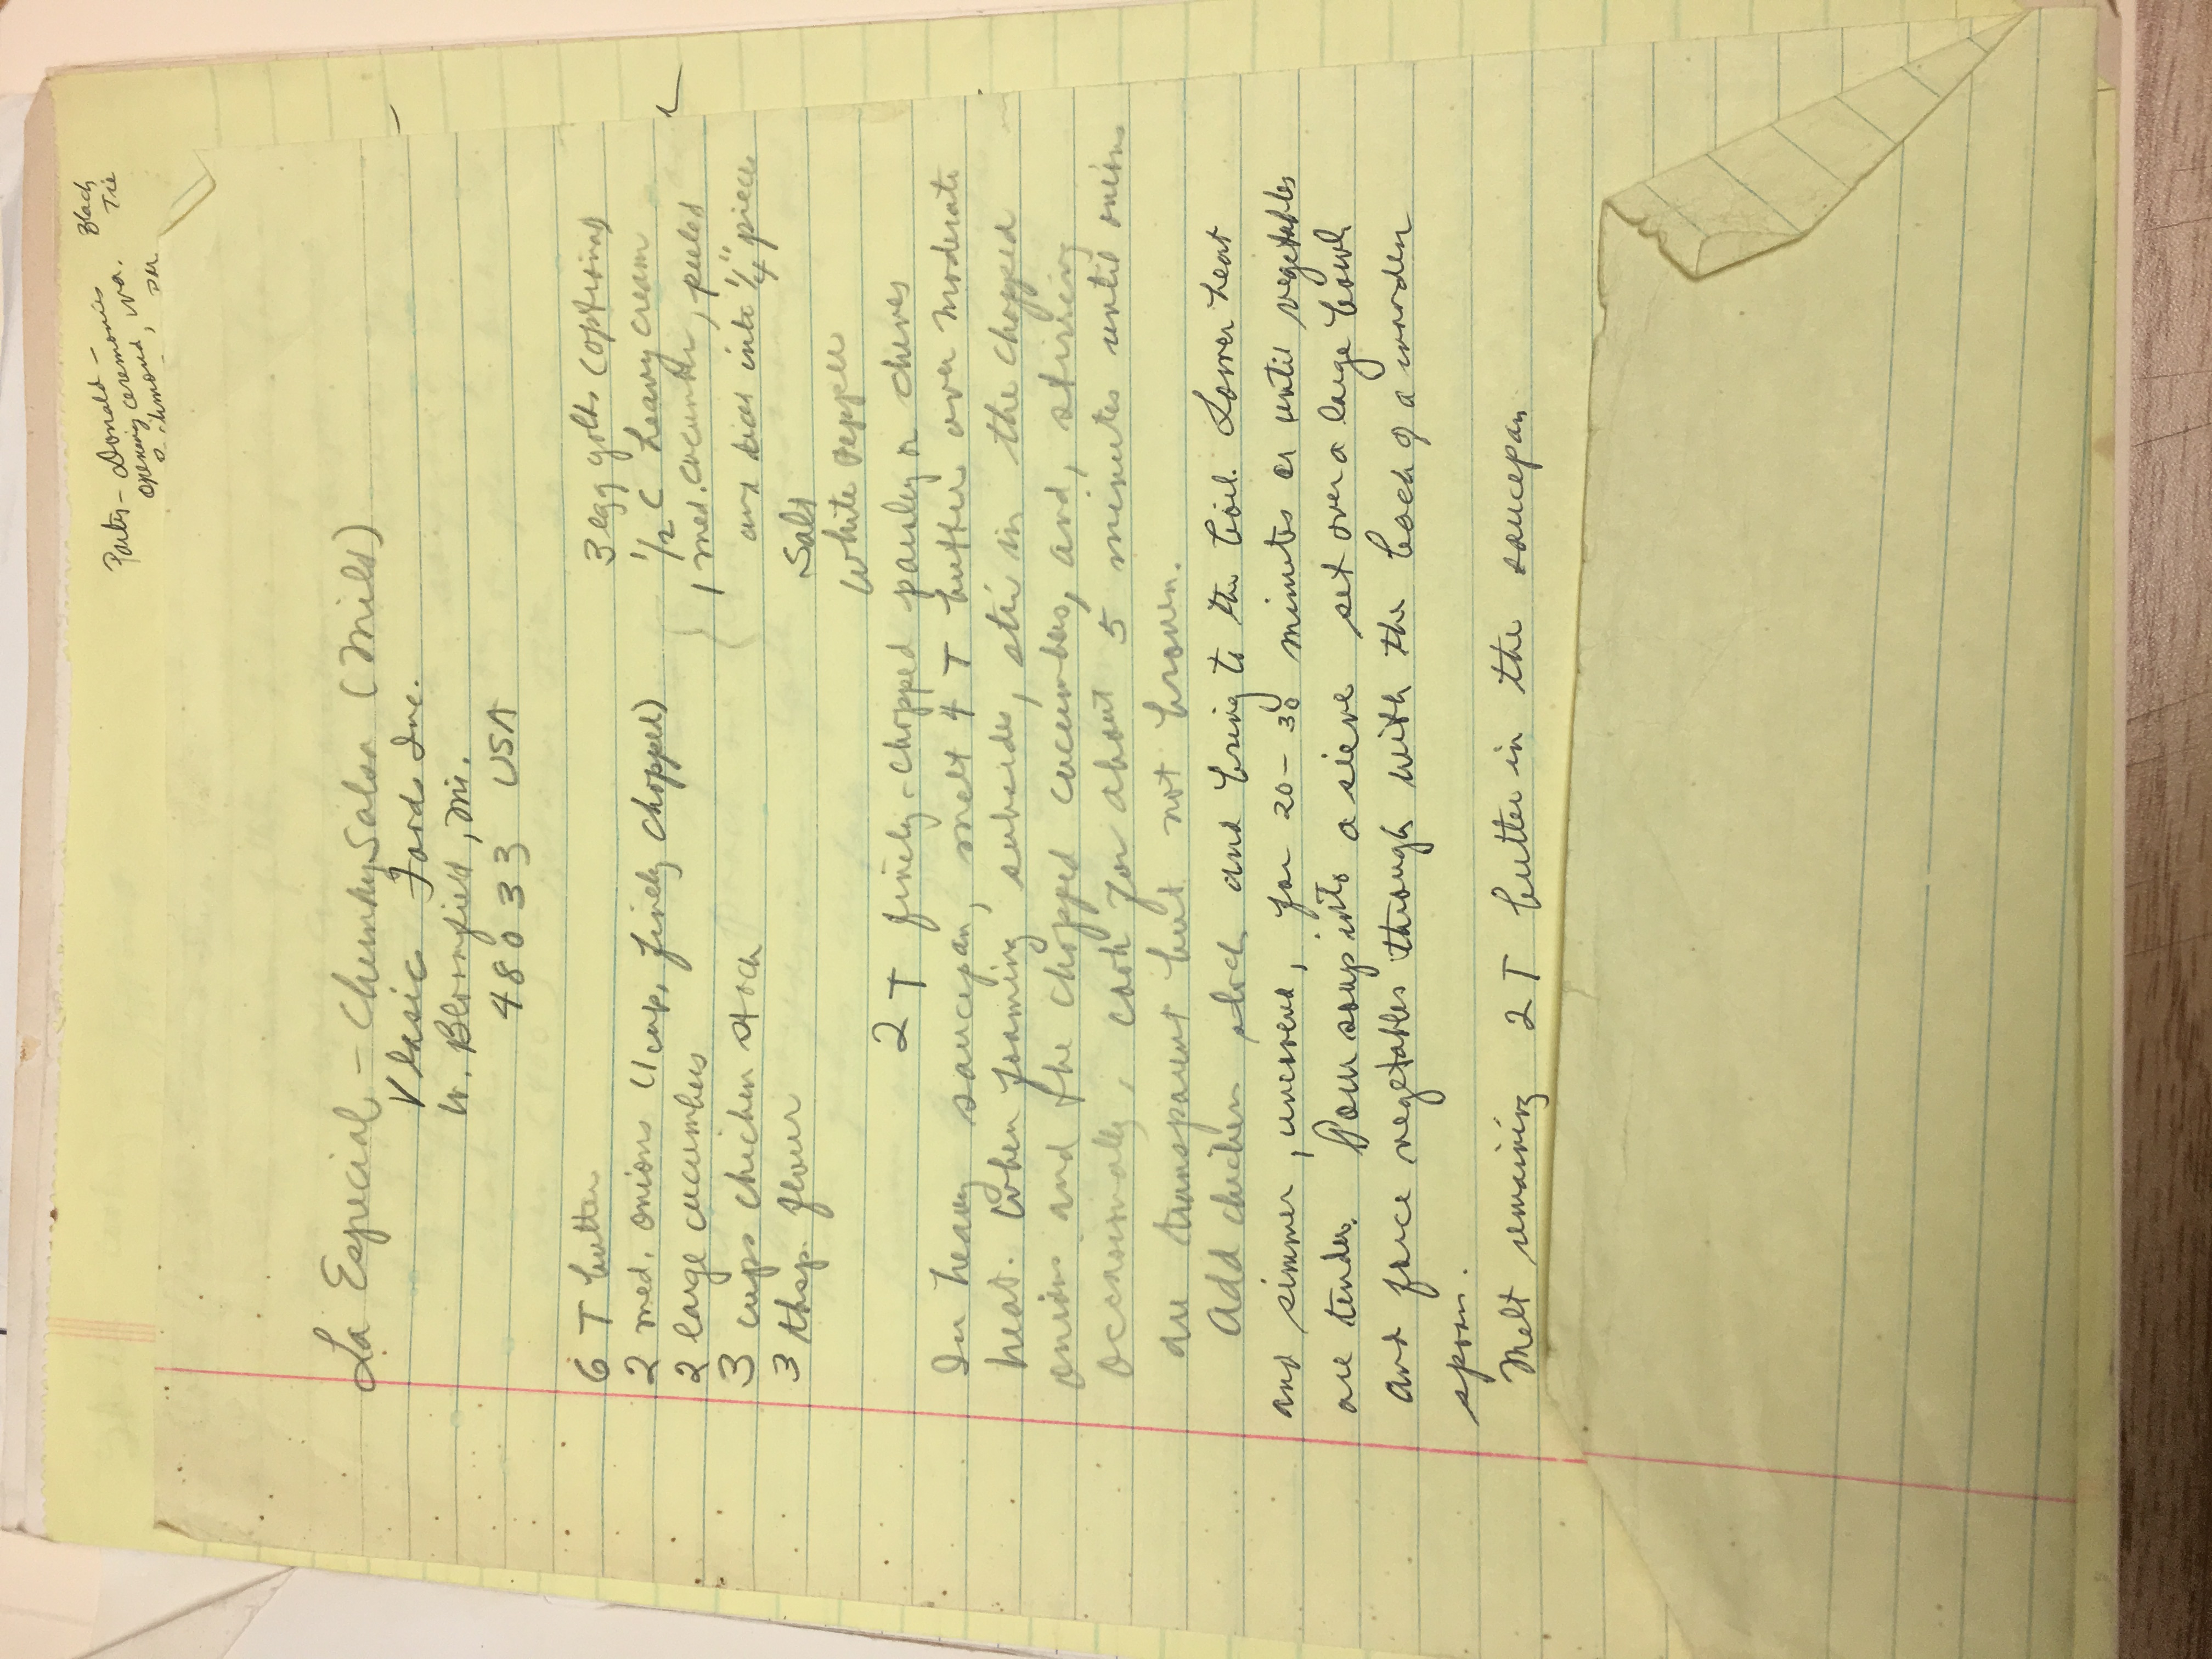 Party - Donald -
Black
opening ceremonies
Tie
Richmond, Va.
La Especial - Chunky Salsa (Mild)
Vlasic Foods Inc.
W. Bloomfield, Mi.
48033 USA
6 T butter
2 med. onions (1 cup, finely chopped)
2 large cucumbers
3 cups chicken stock
3 tbsp. flour
3 egg yolks (optional)
1/2 C heavy cream
1 med. cucumber, peeled
and diced into 1/4" pieces
Salt
White Pepper
2 T finely-chopped parsley or chives
In heavy saucepan, melt 4 T butter over moderate
heat. When foaming subsides, stir in the chopped
onions and the chopped cucumbers, and, stirring
occasionally, cook for about 5 minutes until onions
are transparent but not brown.
Add chicken stock and bring to the boil. Lower heat
and simmer, uncovered, for 20-30 minutes or until vegetables
are tender. Pour soup into a sieve set over a large bowl
and force vegetables through with the back of a wooden
spoon.
Melt remaining 2 T butter in the saucepan